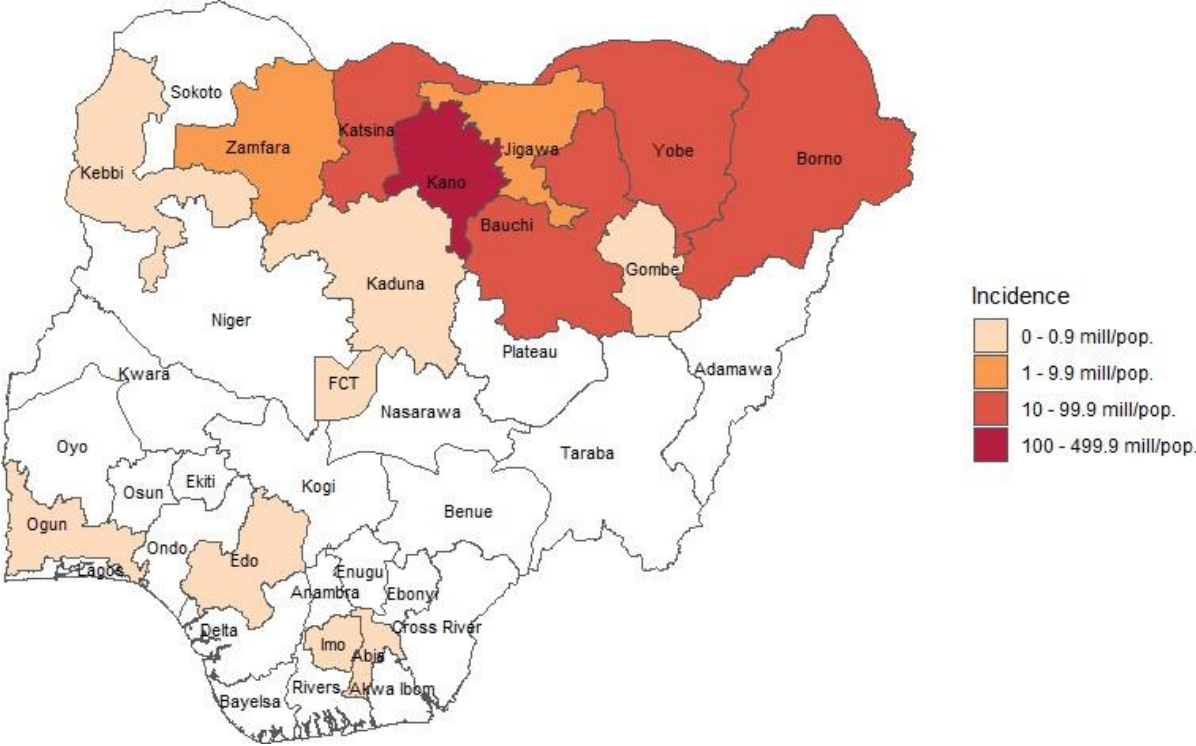 Sokoto
Zamfara
Katsina
Kano
Jigawa
Yobe
Borno
Kebbi
Bauchi
Gombe
Kaduna
Niger
Plateau
Adamawa
Kwara
FCT
Nasarawa
Oyo
Taraba
Osun
Ekiti
Kogi
Benue
Ogun
Ondo
Edo
Lagos
Enugu
Anambra
Ebonyi
Delta
Cross River
Imo
Abia
Rivers
Akwa Ibom
Bayelsa
Incidence
0 - 0.9 mill/pop.
1 - 9.9 mill/pop.
10 - 99.9 mill/pop.
100 - 499.9 mill/pop.